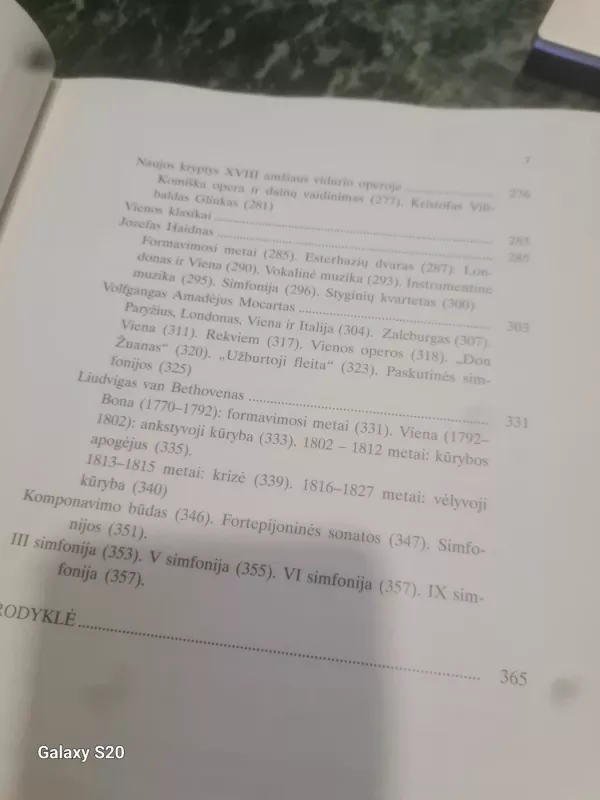 7
Naujos kryptys XVIII amžiaus vidurio operoje ........ 276
Komiška opera ir dainų vaidinimas (277). Kristofas Vili-
baldas Gliukas (281)
Vienos klasikai ........ 285
Jozefas Haidnas ........ 285
Formavimosi metai (285). Esterhazių dvaras (287). Lon-
donas ir Viena (290). Vokalinė muzika (293). Instrumentinė
muzika (295). Simfonija (296). Styginių kvartetas (300)
Volfgangas Amadėjus Mocartas ........ 303
Paryžius, Londonas, Viena ir Italija (304). Zalcburgas (307).
Viena (311). Rekviem (317). Vienos operos (318). „Don
Žuanas“ (320). „Užburtoji fleita“ (323). Paskutinės sim-
fonijos (325)
Liudvigas van Bethovenas ........ 331
Bona (1770–1792): formavimosi metai (331). Viena (1792–
1802): ankstyvoji kūryba (333). 1802 – 1812 metai: kūrybos
apogėjus (335).
1813–1815 metai: krizė (339). 1816–1827 metai: vėlyvoji
kūryba (340)
Komponavimo būdas (346). Fortepijoninės sonatos (347). Simfo-
nijos (351).
III simfonija (353). V simfonija (355). VI simfonija (357). IX sim-
fonija (357).
RODYKLĖ ........ 365
Galaxy S20